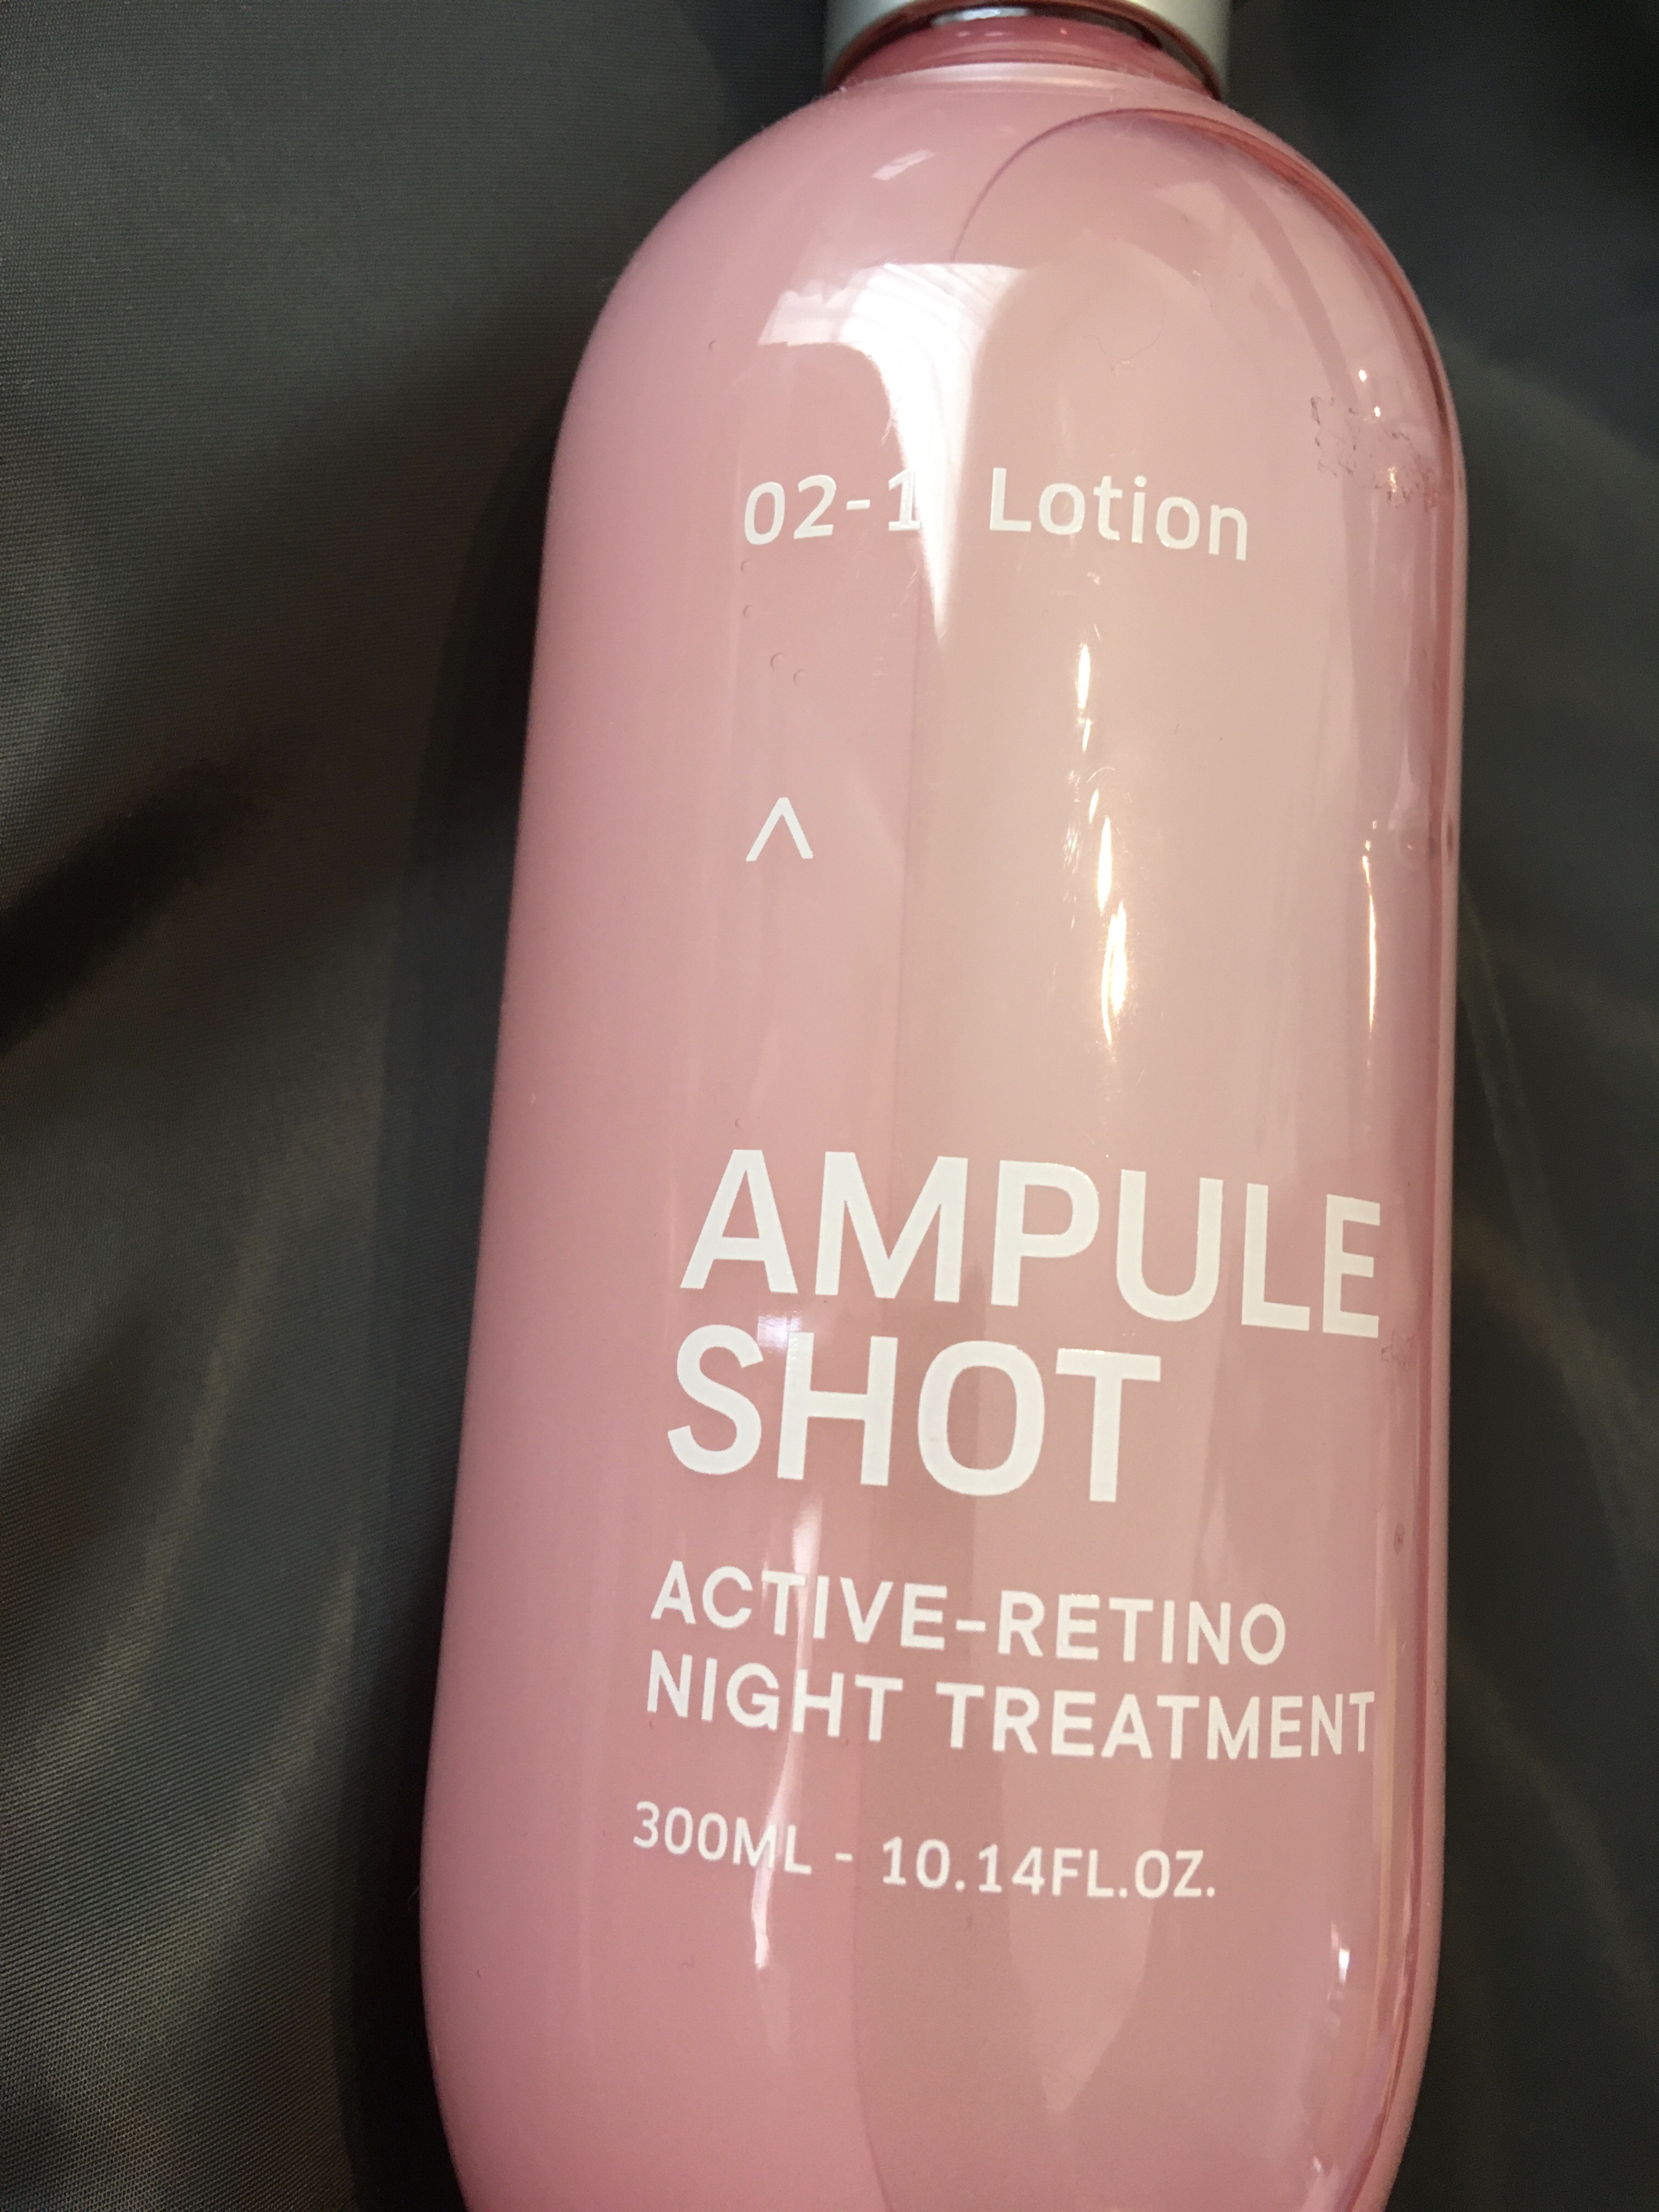 02-1 Lotion
^
AMPULE
SHOT
ACTIVE-RETINO
NIGHT TREATMENT
300ML - 10.14FL.OZ.